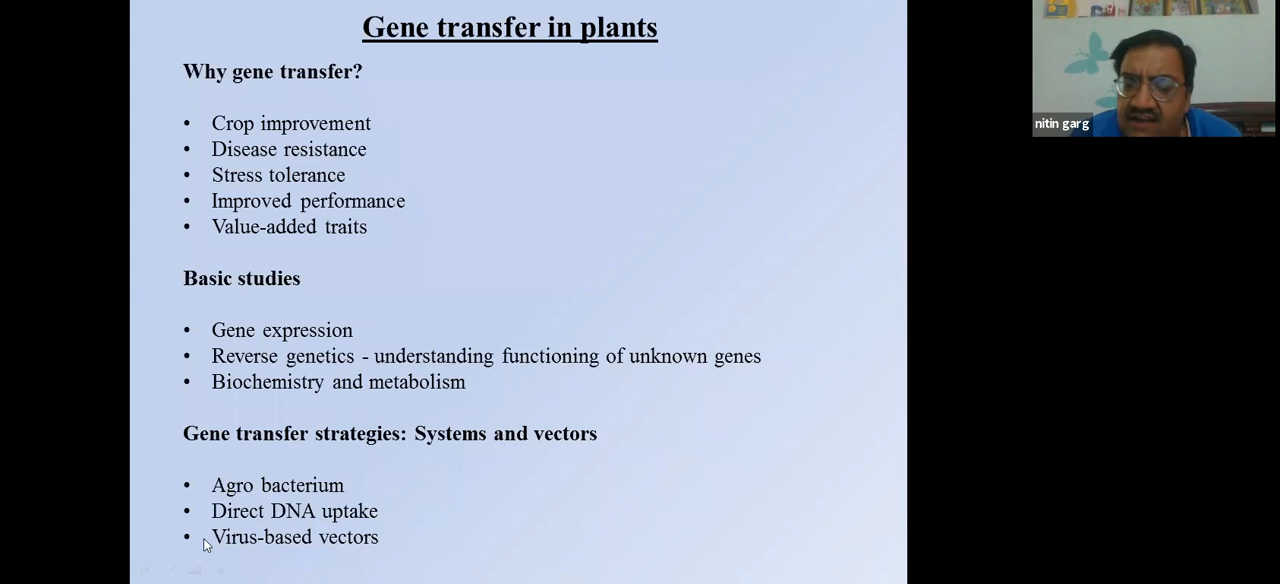 Gene transfer in plants
Why gene transfer?
• Crop improvement
• Disease resistance
• Stress tolerance
• Improved performance
• Value-added traits
Basic studies
• Gene expression
• Reverse genetics - understanding functioning of unknown genes
• Biochemistry and metabolism
Gene transfer strategies: Systems and vectors
• Agro bacterium
• Direct DNA uptake
• Virus-based vectors
nitin garg